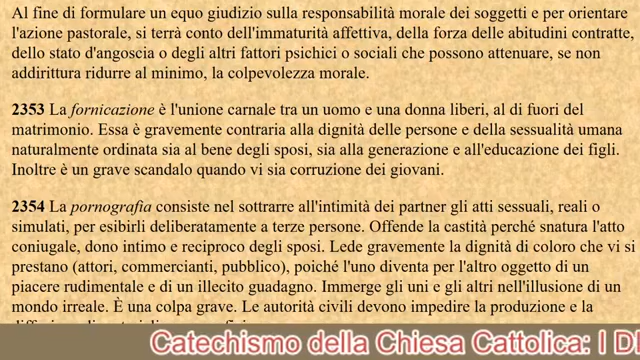 Al fine di formulare un equo giudizio sulla responsabilità morale dei soggetti e per orientare
l'azione pastorale, si terrà conto dell'immaturità affettiva, della forza delle abitudini contratte,
dello stato d'angoscia o degli altri fattori psichici o sociali che possono attenuare, se non
addirittura ridurre al minimo, la colpevolezza morale.
2353 La fornicazione è l'unione carnale tra un uomo e una donna liberi, al di fuori del
matrimonio. Essa è gravemente contraria alla dignità delle persone e della sessualità umana
naturalmente ordinata sia al bene degli sposi, sia alla generazione e all'educazione dei figli.
Inoltre è un grave scandalo quando vi sia corruzione dei giovani.
2354 La pornografia consiste nel sottrarre all'intimità dei partner gli atti sessuali, reali o
simulati, per esibirli deliberatamente a terze persone. Offende la castità perché snatura l'atto
coniugale, dono intimo e reciproco degli sposi. Lede gravemente la dignità di coloro che vi si
prestano (attori, commercianti, pubblico), poiché l'uno diventa per l'altro oggetto di un
piacere rudimentale e di un illecito guadagno. Immerge gli uni e gli altri nell'illusione di un
mondo irreale. È una colpa grave. Le autorità civili devono impedire la produzione e la
Catechismo della Chiesa Cattolica: I